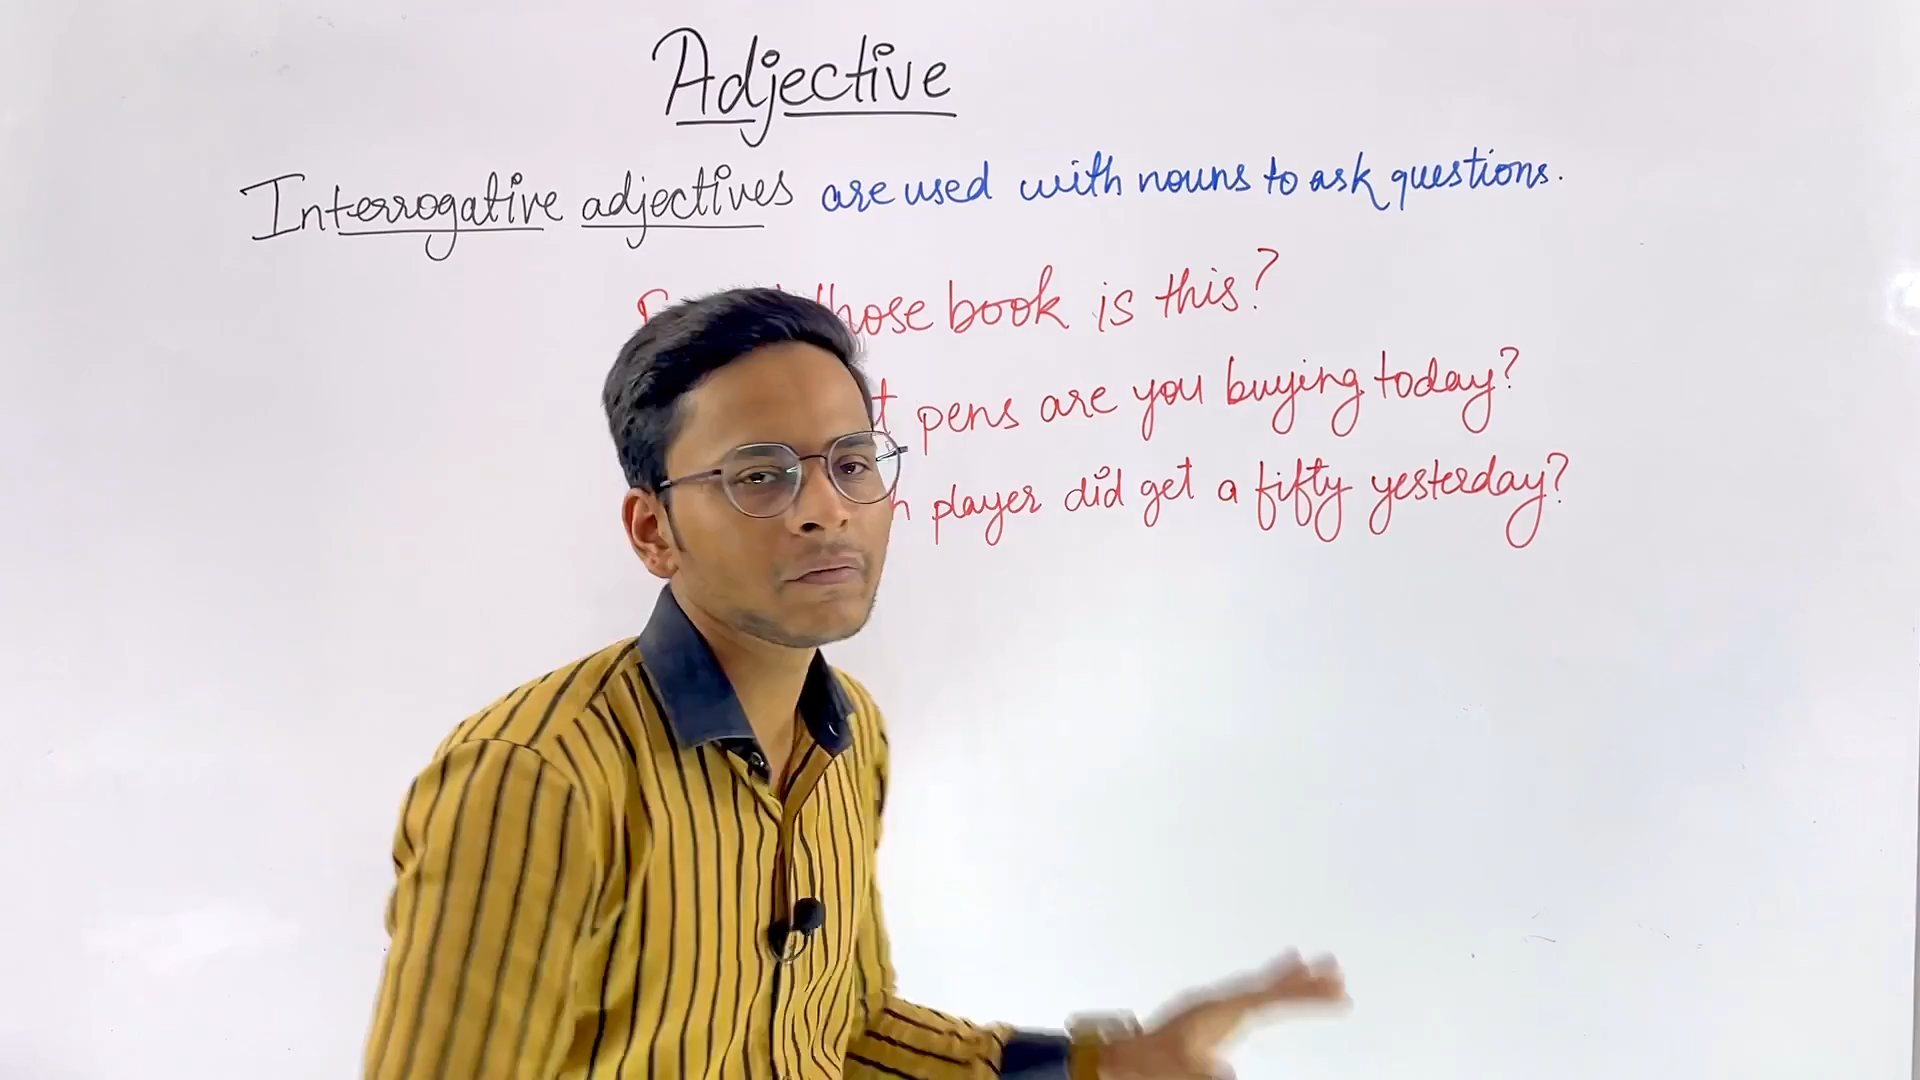 Adjective
Interrogative adjectives are used with nouns to ask questions.
book is this?
pens are you buying today?
player did get a fifty yesterday?